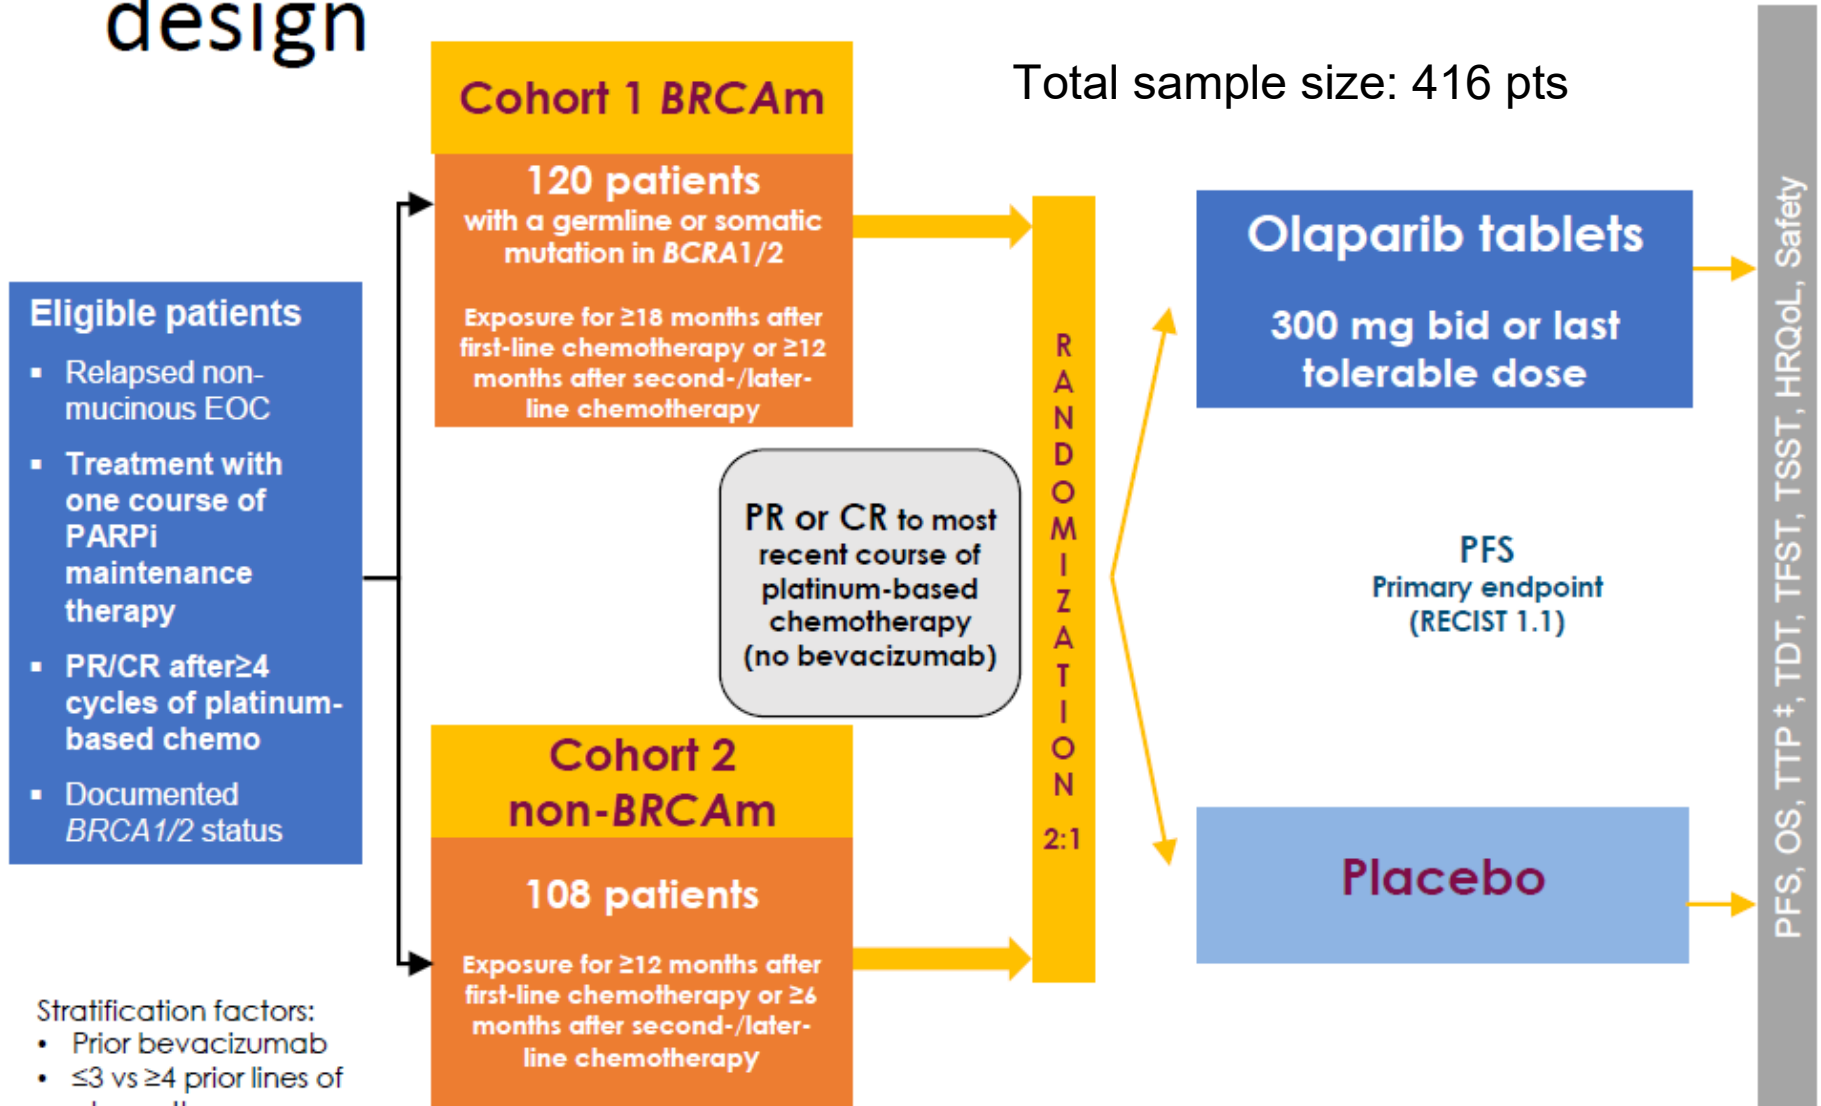 design
Total sample size: 416 pts
Eligible patients
▪ Relapsed non-
mucinous EOC
▪ Treatment with
one course of
PARPi
maintenance
therapy
▪ PR/CR after≥4
cycles of platinum-
based chemo
▪ Documented
BRCA1/2 status
Stratification factors:
• Prior bevacizumab
• ≤3 vs ≥4 prior lines of
Cohort 1 BRCAm
120 patients
with a germline or somatic
mutation in BCRA1/2
Exposure for ≥18 months after
first-line chemotherapy or ≥12
months after second-/later-
line chemotherapy
PR or CR to most
recent course of
platinum-based
chemotherapy
(no bevacizumab)
Cohort 2
non-BRCAm
108 patients
Exposure for ≥12 months after
first-line chemotherapy or ≥6
months after second-/later-
line chemotherapy
RANDOMIZATION
2:1
Olaparib tablets
300 mg bid or last
tolerable dose
PFS
Primary endpoint
(RECIST 1.1)
Placebo
PFS, OS, TTP ‡, TDT, TFST, TSST, HRQoL, Safety